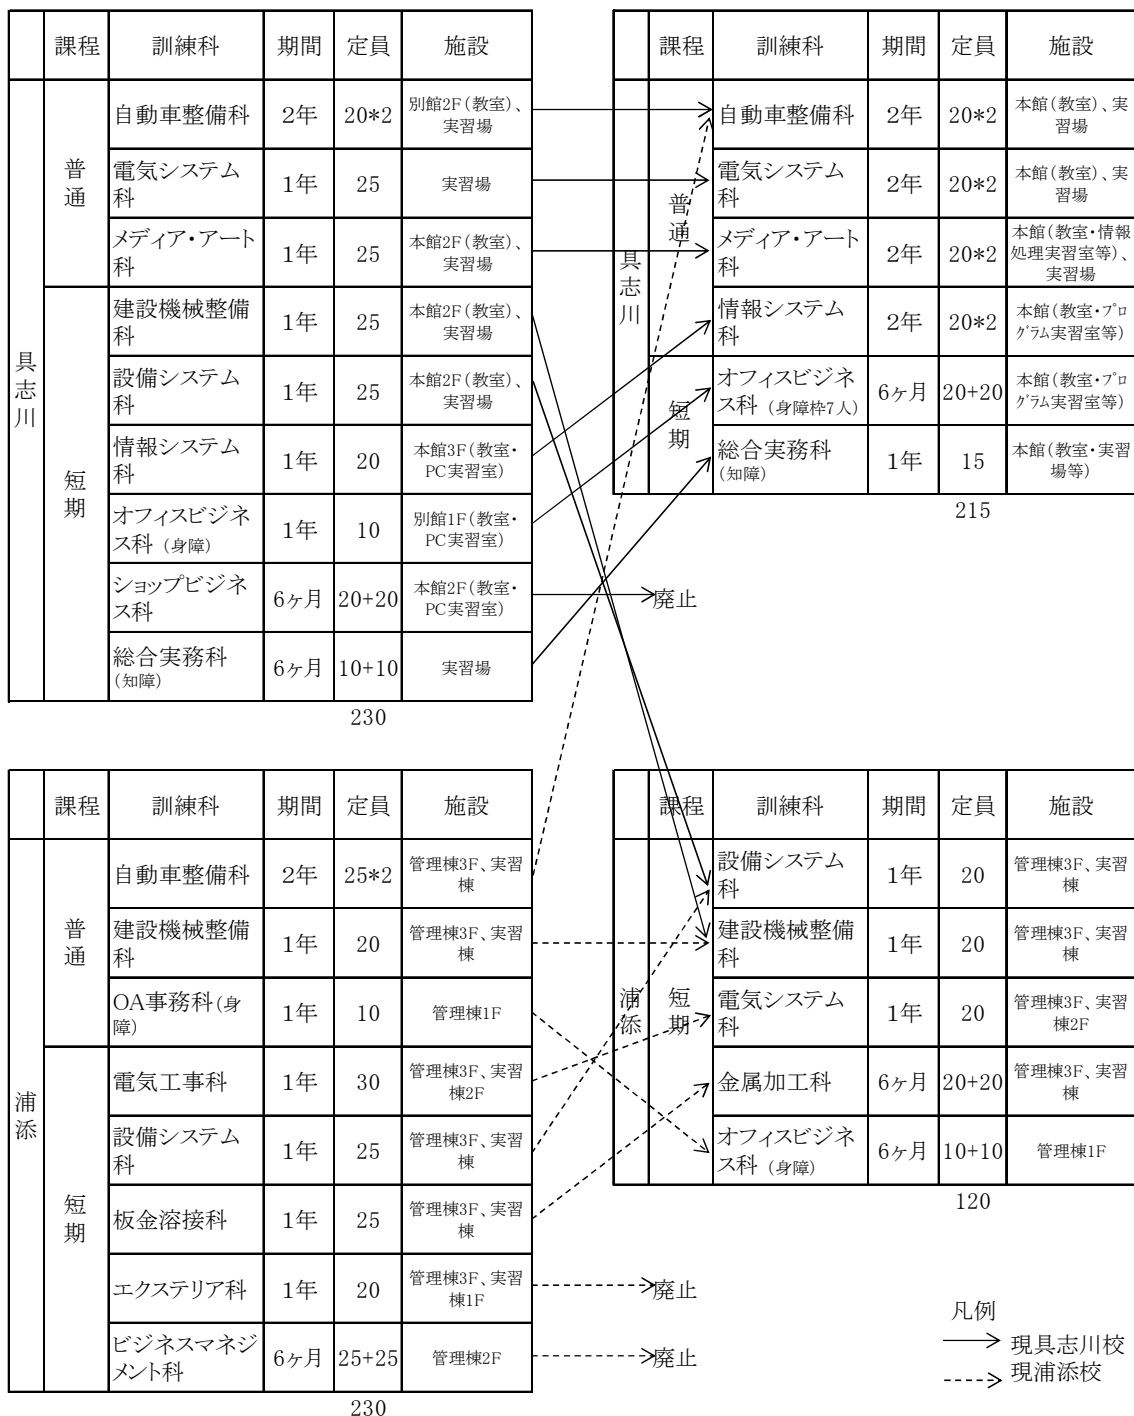 課程 訓練科 期間 定員 施設
具志川
普通
自動車整備科 2年 20*2 別館2F(教室)、実習場
電気システム科 1年 25 実習場
メディア・アート科 1年 25 本館2F(教室)、実習場
短期
建設機械整備科 1年 25 本館2F(教室)、実習場
設備システム科 1年 25 本館2F(教室)、実習場
情報システム科 1年 20 本館3F(教室・PC実習室)
オフィスビジネス科(身障) 1年 10 別館1F(教室・PC実習室)
ショップビジネス科 6ヶ月 20+20 本館2F(教室・PC実習室)
総合実務科(知障) 6ヶ月 10+10 実習場
230
課程 訓練科 期間 定員 施設
具志川
普通
自動車整備科 2年 20*2 本館(教室)、実習場
電気システム科 2年 20*2 本館(教室)、実習場
メディア・アート科 2年 20*2 本館(教室・情報処理実習室等)、実習場
情報システム科 2年 20*2 本館(教室・プログラム実習室等)
短期
オフィスビジネス科(身障枠7人) 6ヶ月 20+20 本館(教室・プログラム実習室等)
総合実務科(知障) 1年 15 本館(教室・実習場等)
215
廃止
課程 訓練科 期間 定員 施設
浦添
普通
自動車整備科 2年 25*2 管理棟3F、実習棟
建設機械整備科 1年 20 管理棟3F、実習棟
OA事務科(身障) 1年 10 管理棟1F
短期
電気工事科 1年 30 管理棟3F、実習棟2F
設備システム科 1年 25 管理棟3F、実習棟
板金溶接科 1年 25 管理棟3F、実習棟
エクステリア科 1年 20 管理棟3F、実習棟1F
ビジネスマネジメント科 6ヶ月 25+25 管理棟2F
230
課程 訓練科 期間 定員 施設
浦添
短期
設備システム科 1年 20 管理棟3F、実習棟
建設機械整備科 1年 20 管理棟3F、実習棟
電気システム科 1年 20 管理棟3F、実習棟2F
金属加工科 6ヶ月 20+20 管理棟3F、実習棟
オフィスビジネス科(身障) 6ヶ月 10+10 管理棟1F
120
廃止
廃止
凡例
現具志川校
現浦添校